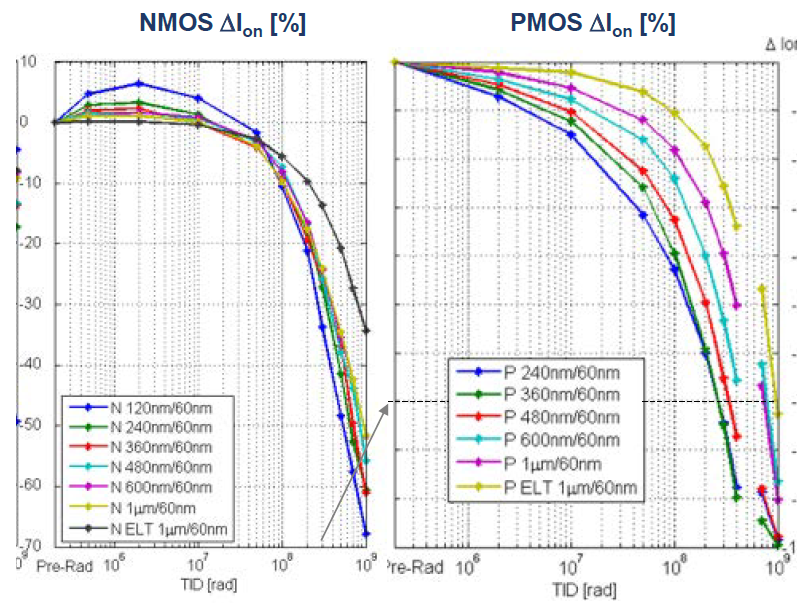 NMOS ΔIon [%]
PMOS ΔIon [%]
10
0
-10
-20
-30
-40
-50
-60
-70
N 120nm/60nm
N 240nm/60nm
N 360nm/60nm
N 480nm/60nm
N 600nm/60nm
N 1µm/60nm
N ELT 1µm/60nm
Pre-Rad
10^6
10^7
10^8
10^9
TID [rad]
Δ Ion
P 240nm/60nm
P 360nm/60nm
P 480nm/60nm
P 600nm/60nm
P 1µm/60nm
P ELT 1µm/60nm
-1
Pre-Rad
10^6
10^7
10^8
10^9
TID [rad]